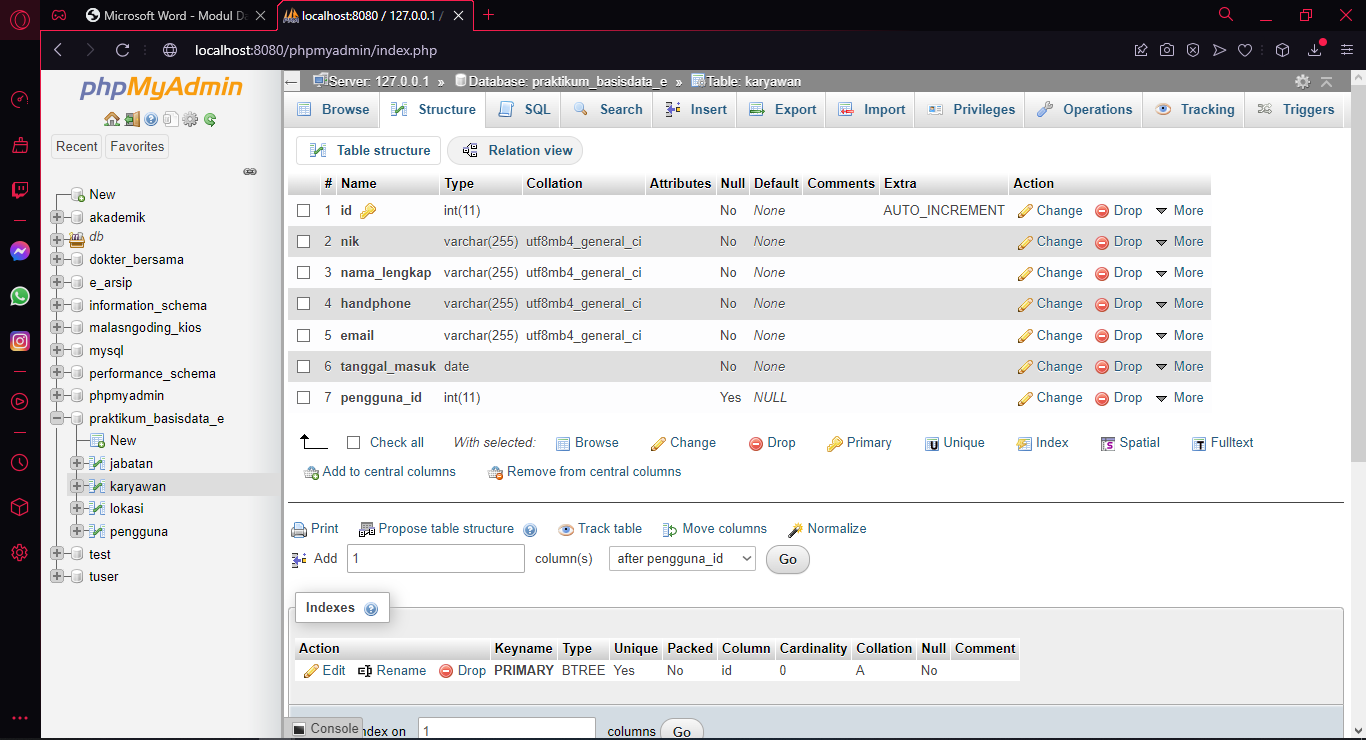 Microsoft Word - Modul Da
localhost:8080 / 127.0.0.1 /
localhost:8080/phpmyadmin/index.php
phpMyAdmin
Recent Favorites
New
akademik
db
dokter_bersama
e_arsip
information_schema
malasngoding_kios
mysql
performance_schema
phpmyadmin
praktikum_basisdata_e
New
jabatan
karyawan
lokasi
pengguna
test
tuser
Server: 127.0.0.1 » Database: praktikum_basisdata_e » Table: karyawan
Browse Structure SQL Search Insert Export Import Privileges Operations Tracking Triggers
Table structure Relation view
# Name Type Collation Attributes Null Default Comments Extra Action
1 id int(11) No None AUTO_INCREMENT Change Drop More
2 nik varchar(255) utf8mb4_general_ci No None Change Drop More
3 nama_lengkap varchar(255) utf8mb4_general_ci No None Change Drop More
4 handphone varchar(255) utf8mb4_general_ci No None Change Drop More
5 email varchar(255) utf8mb4_general_ci No None Change Drop More
6 tanggal_masuk date No None Change Drop More
7 pengguna_id int(11) Yes NULL Change Drop More
Check all With selected: Browse Change Drop Primary Unique Index Spatial Fulltext
Add to central columns Remove from central columns
Print Propose table structure Track table Move columns Normalize
Add 1 column(s) after pengguna_id Go
Indexes
Action Keyname Type Unique Packed Column Cardinality Collation Null Comment
Edit Rename Drop PRIMARY BTREE Yes No id 0 A No
Console ndex on 1 columns Go